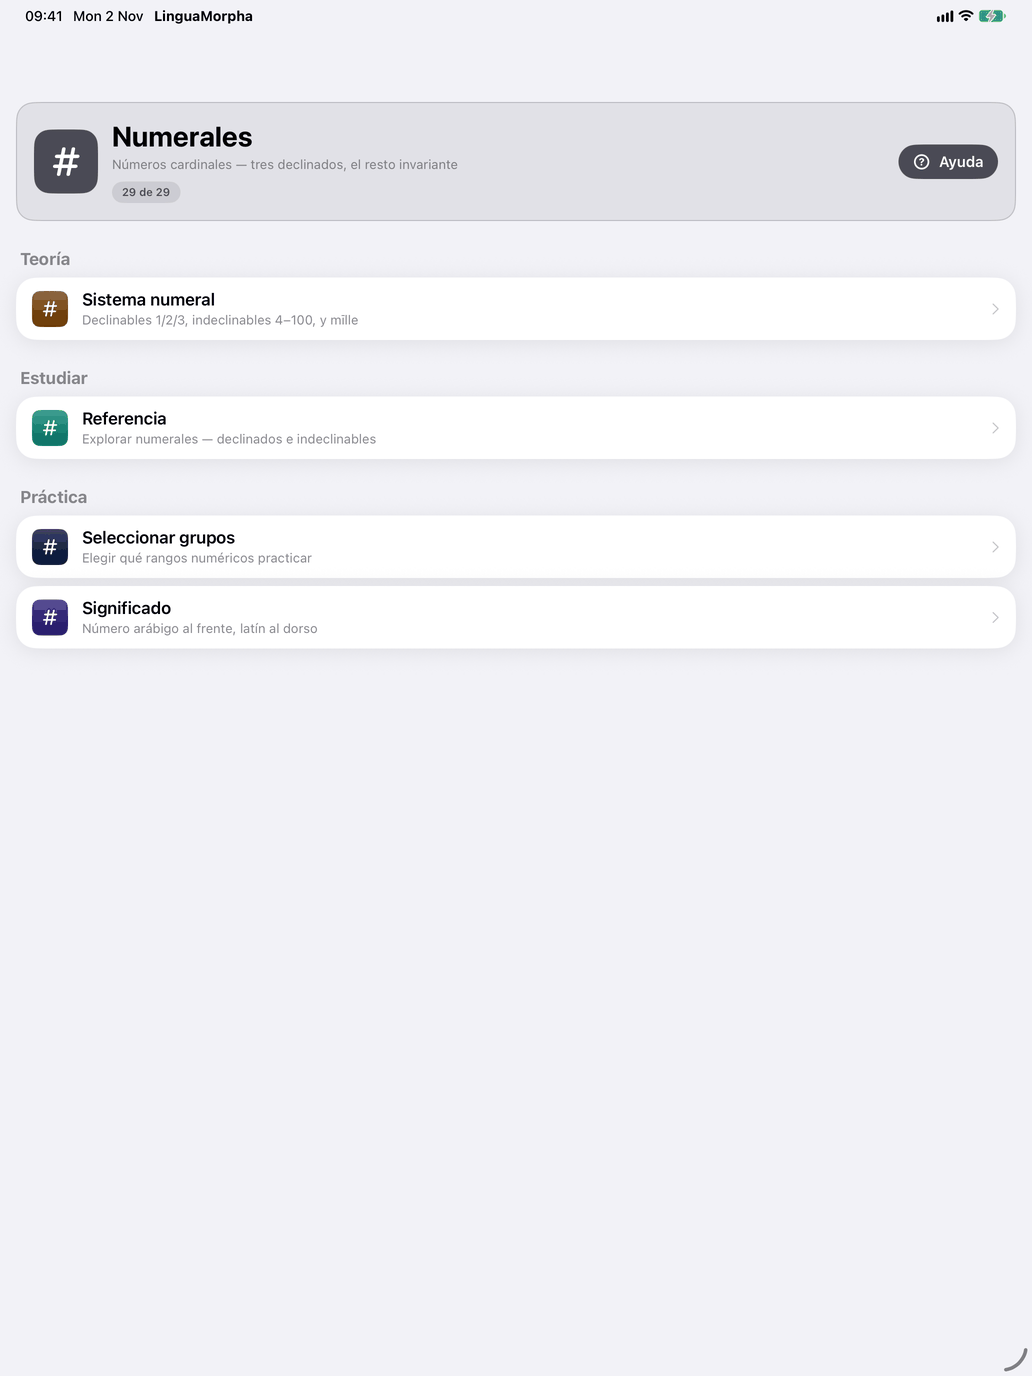 09:41 Mon 2 Nov LinguaMorpha
# Numerales
Números cardinales — tres declinados, el resto invariante
29 de 29
Ayuda
Teoría
# Sistema numeral
Declinables 1/2/3, indeclinables 4–100, y mīlle
Estudiar
# Referencia
Explorar numerales — declinados e indeclinables
Práctica
# Seleccionar grupos
Elegir qué rangos numéricos practicar
# Significado
Número arábigo al frente, latín al dorso